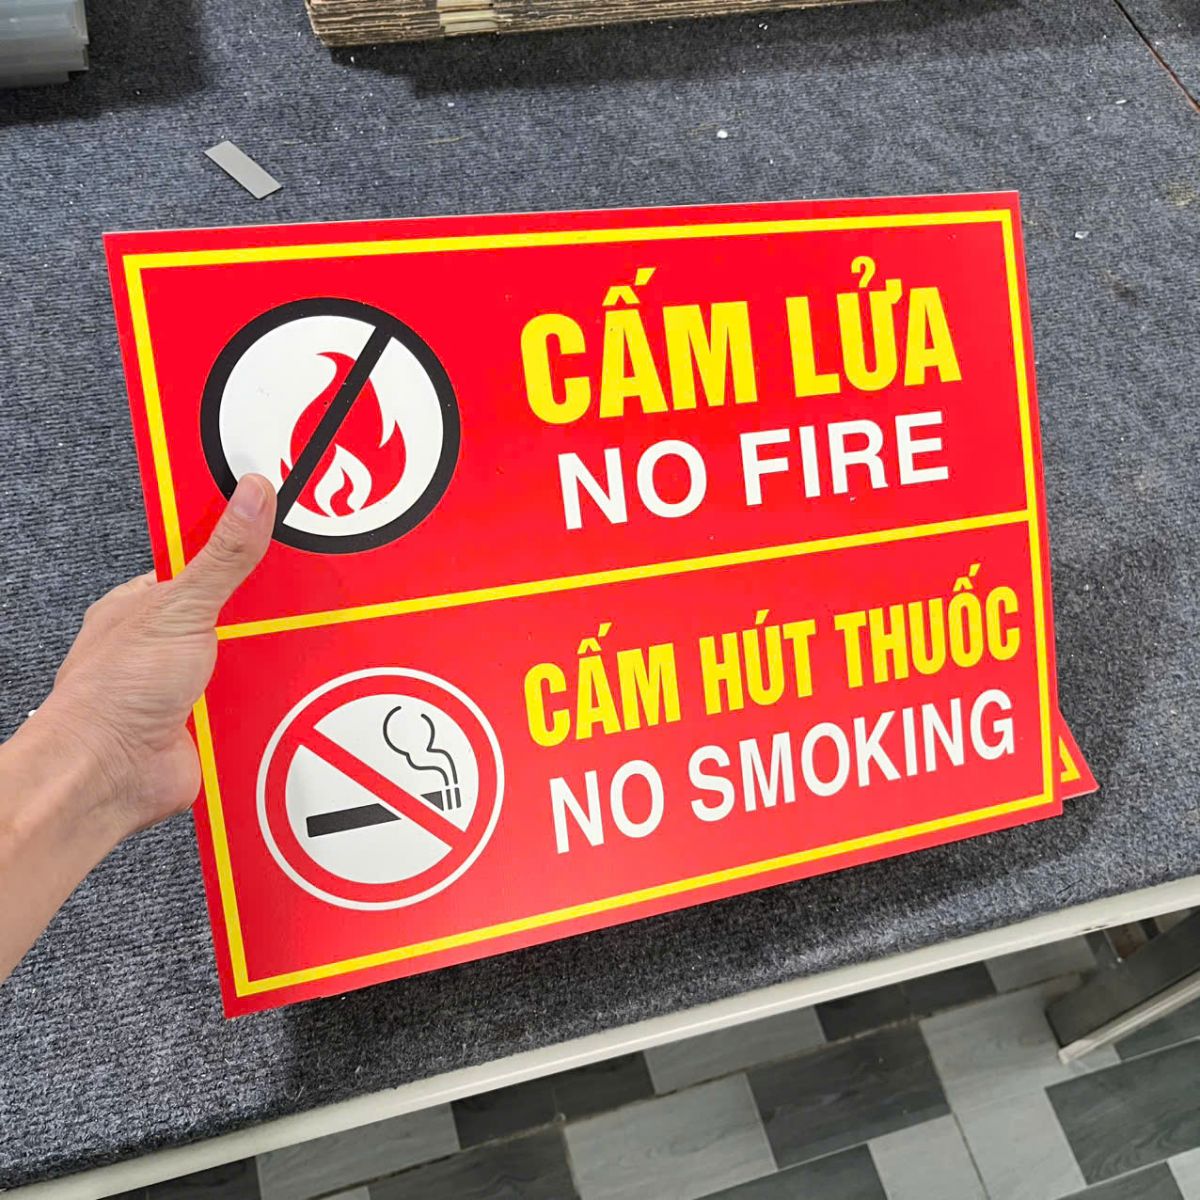 CẤM LỬA
NO FIRE
CẤM HÚT THUỐC
NO SMOKING